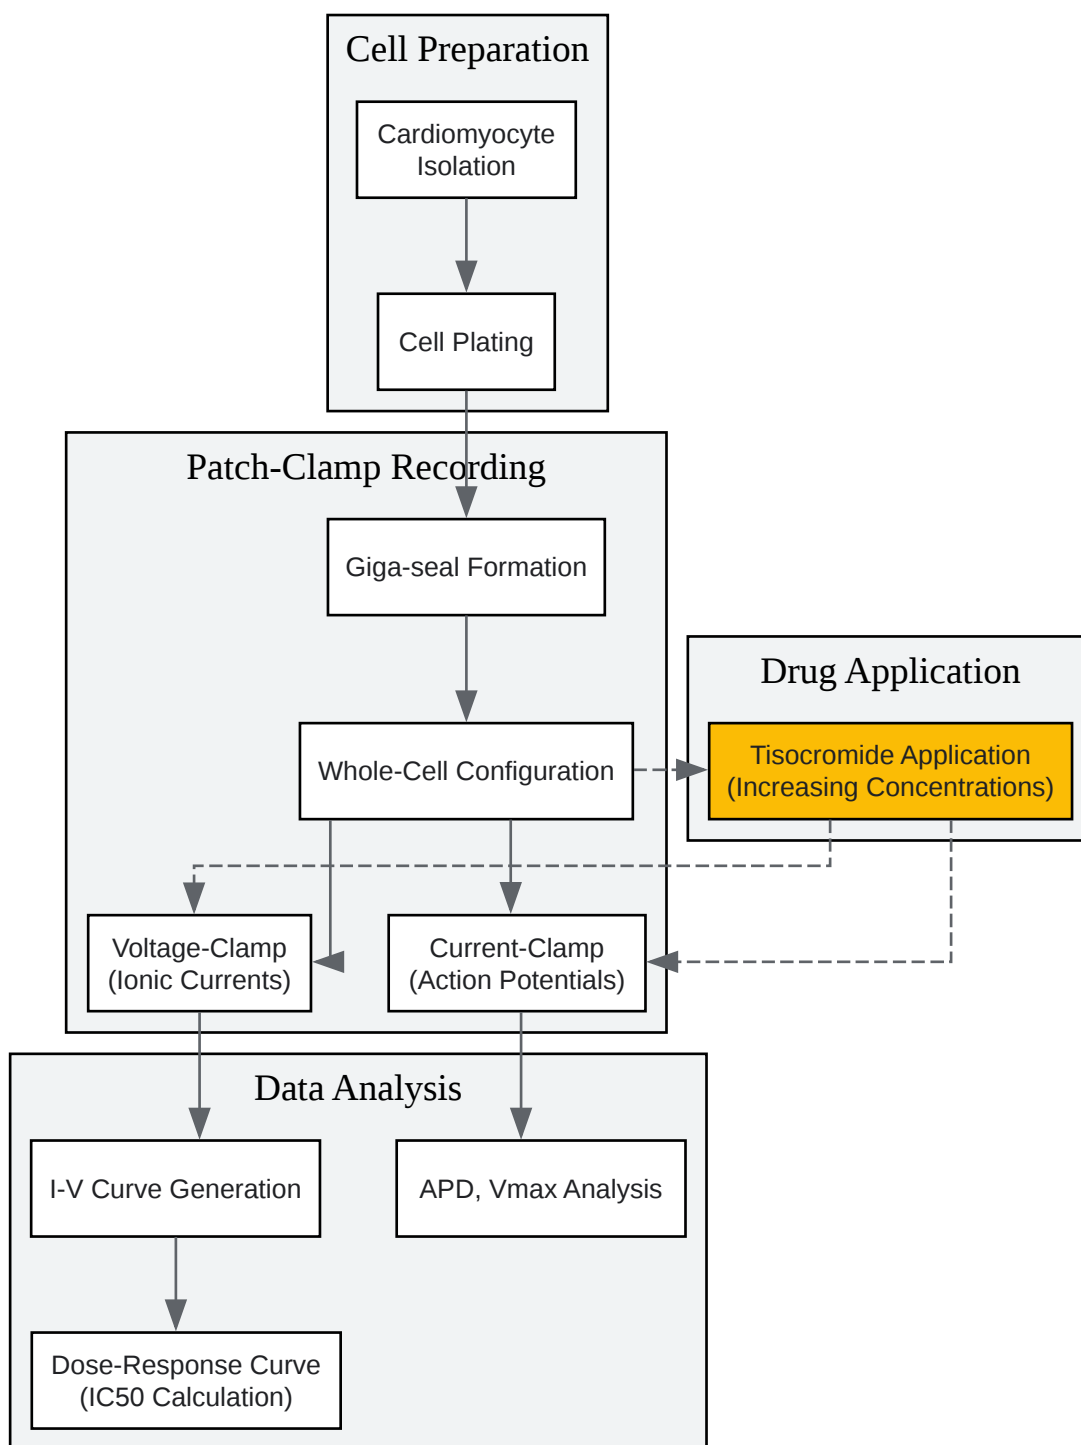 Cell Preparation
Cardiomyocyte
Isolation
Cell Plating
Patch-Clamp Recording
Giga-seal Formation
Whole-Cell Configuration
Drug Application
Tisocromide Application
(Increasing Concentrations)
Voltage-Clamp
(Ionic Currents)
Current-Clamp
(Action Potentials)
Data Analysis
I-V Curve Generation
APD, Vmax Analysis
Dose-Response Curve
(IC50 Calculation)